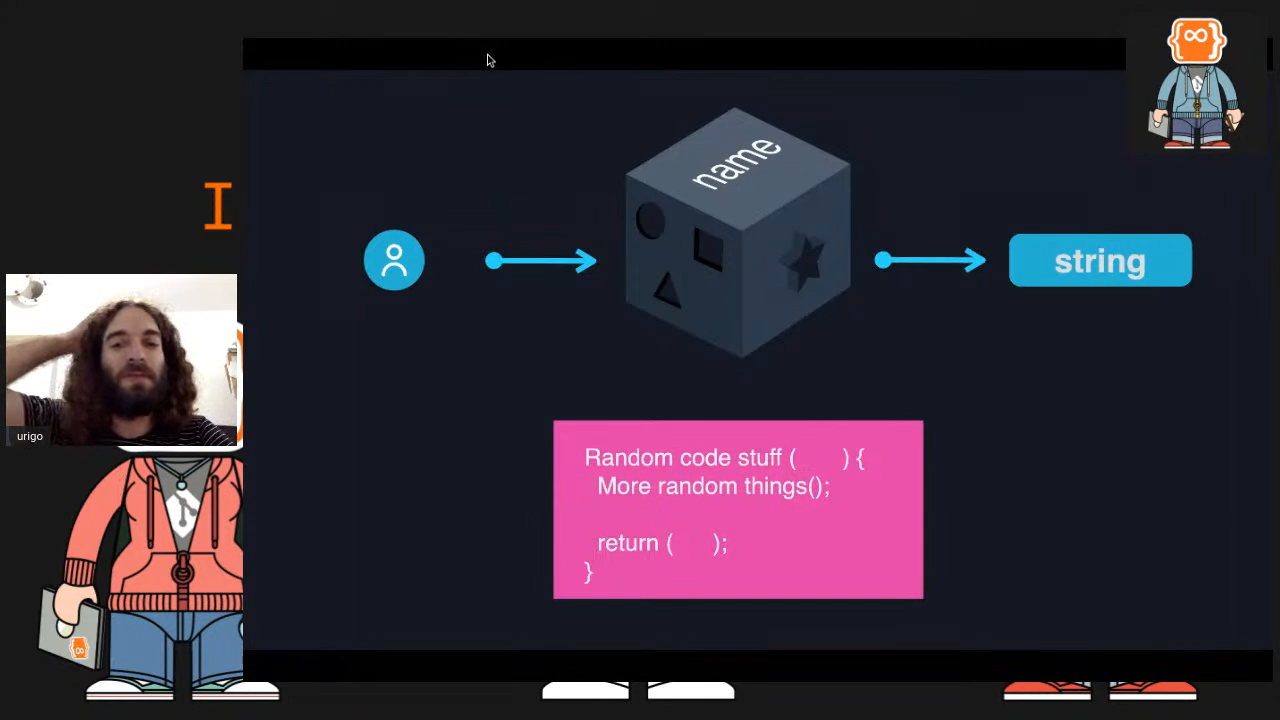 I
name
string
urigo
Random code stuff (      ) {
More random things();
return (      );
}